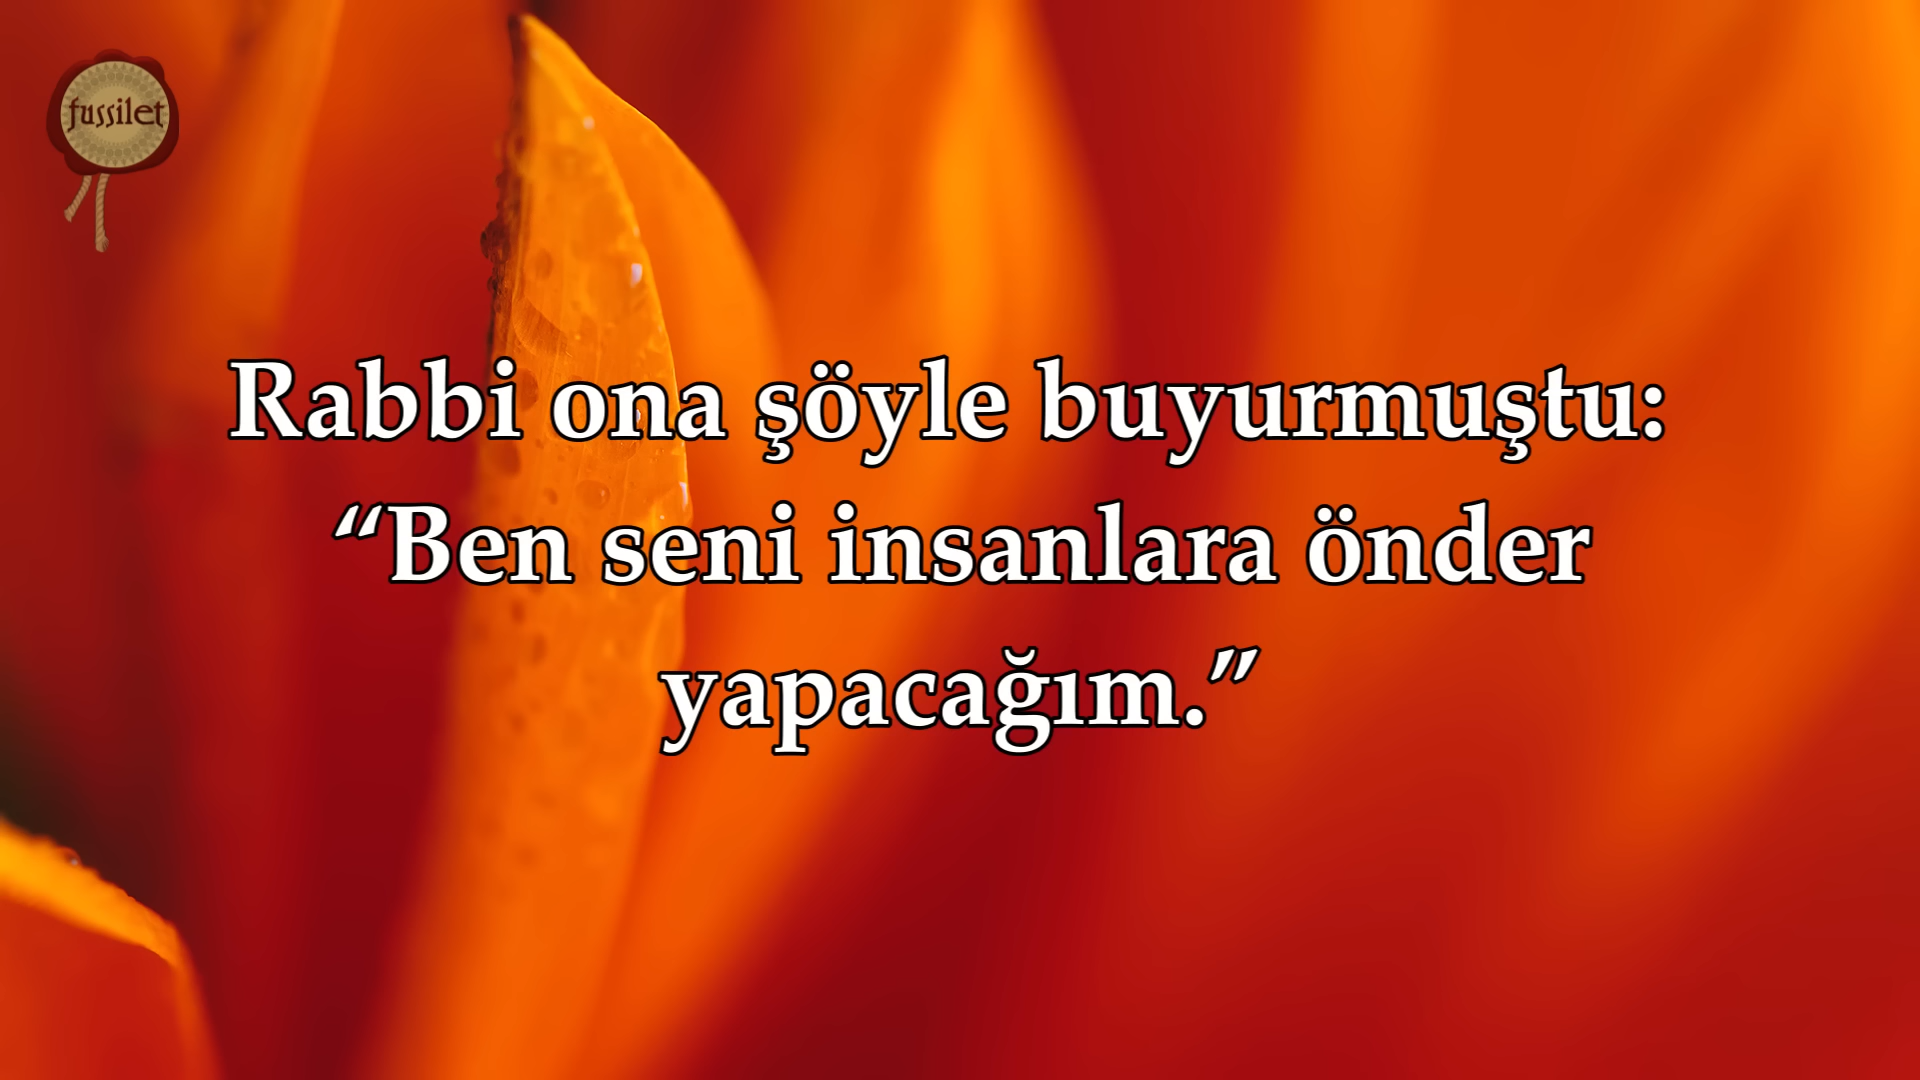 fussilet
Rabbi ona şöyle buyurmuştu:
“Ben seni insanlara önder
yapacağım.”